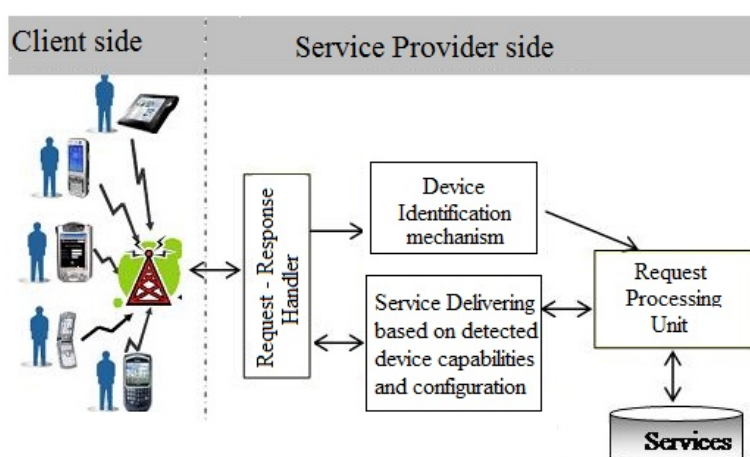 Client side
Service Provider side
Request - Response
Handler
Device
Identification
mechanism
Service Delivering
based on detected
device capabilities
and configuration
Request
Processing
Unit
Services